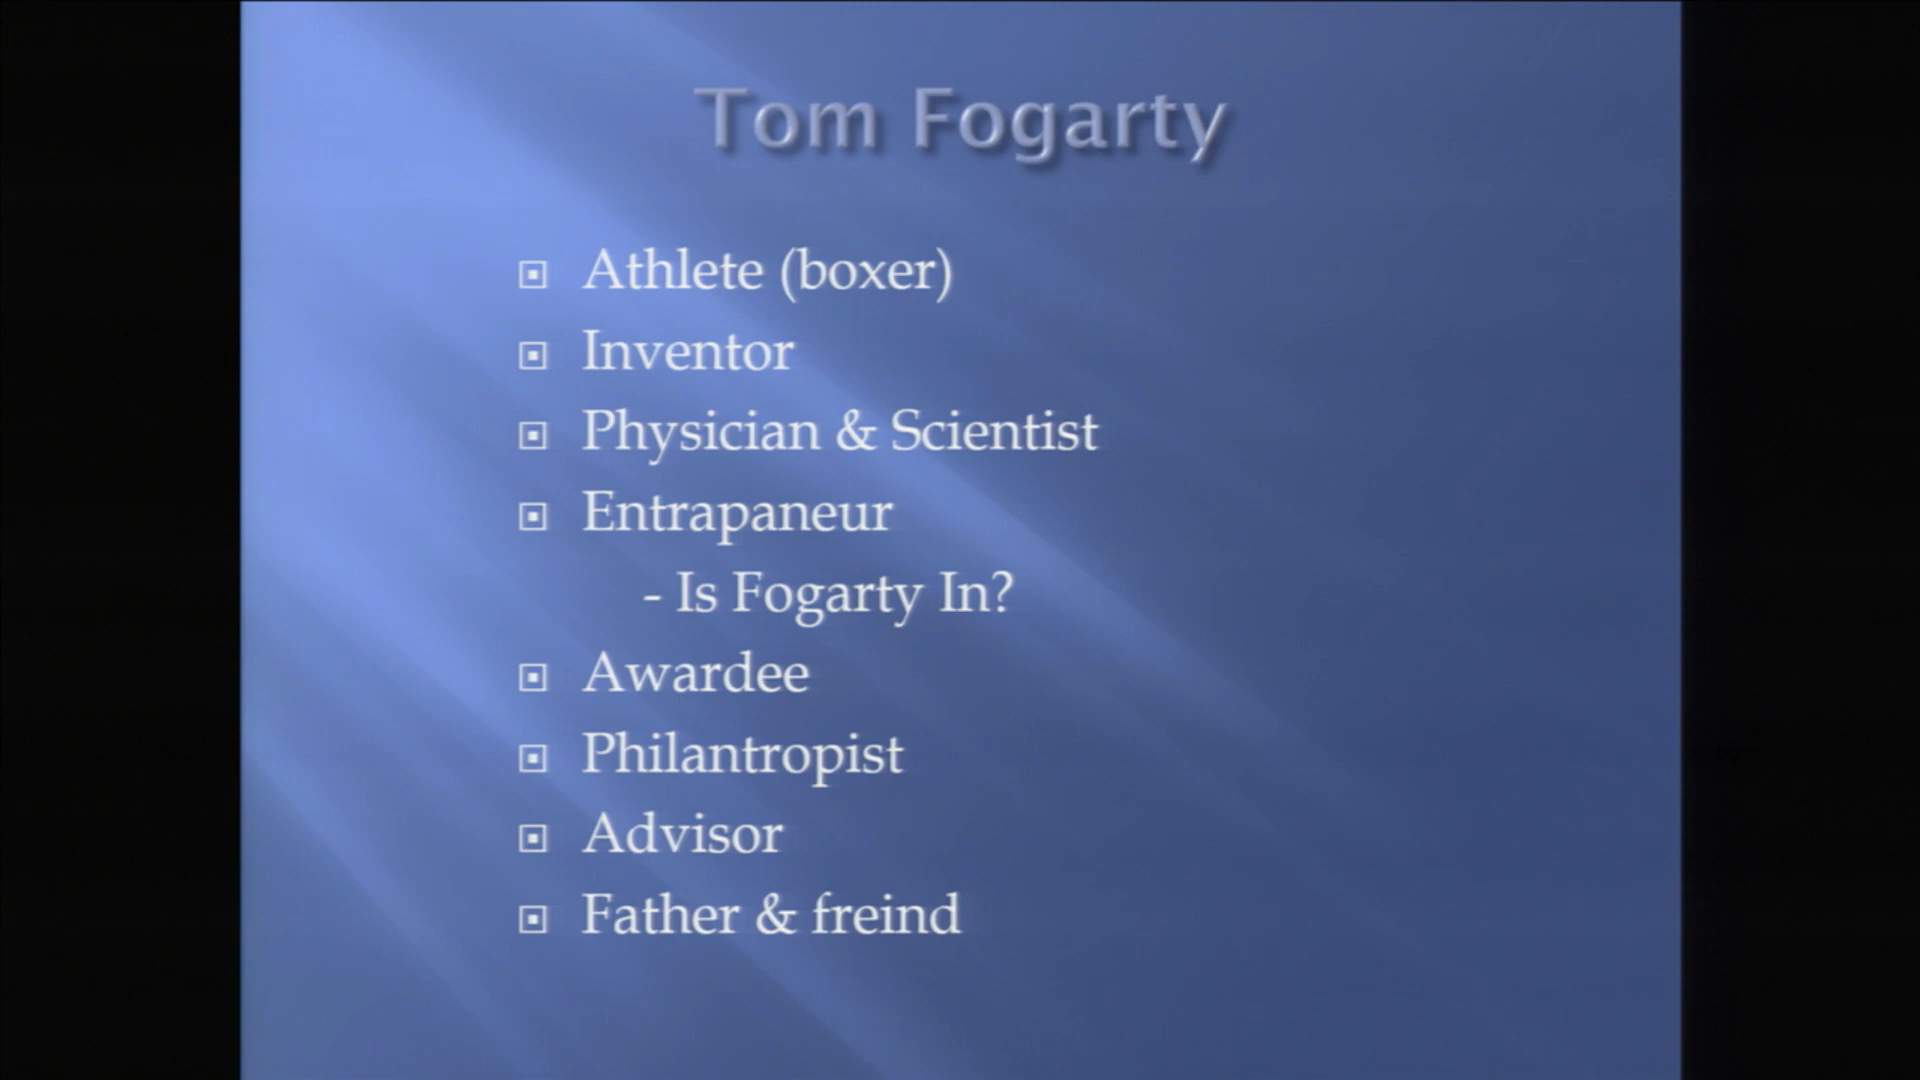 Tom Fogarty
Athlete (boxer)
Inventor
Physician & Scientist
Entrapaneur
- Is Fogarty In?
Awardee
Philantropist
Advisor
Father & freind